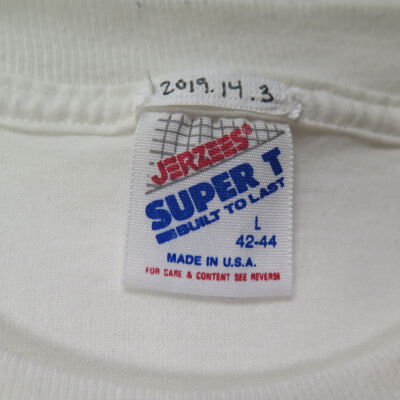 2019.14.3
JERZEES®
SUPER T
BUILT TO LAST
L
42-44
MADE IN U.S.A.
FOR CARE & CONTENT SEE REVERSE